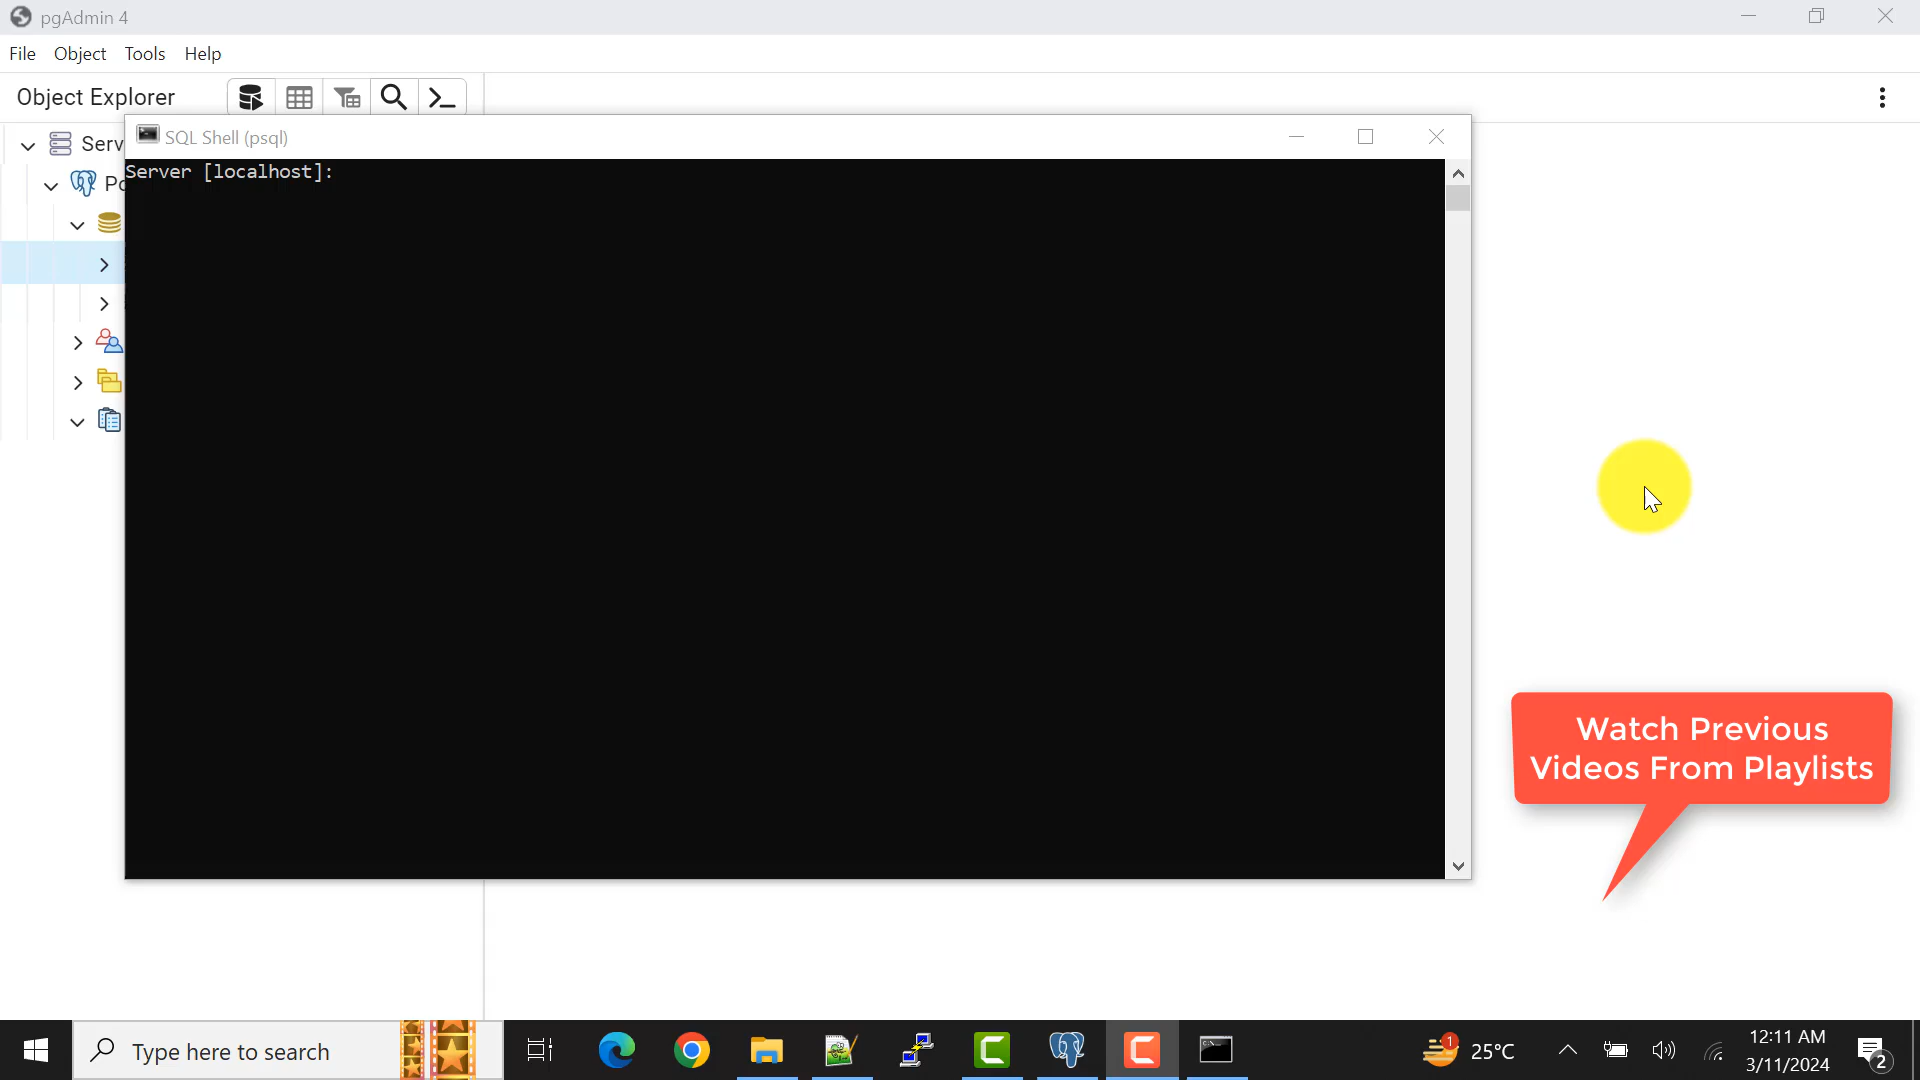 pgAdmin 4
File Object Tools Help
Object Explorer
Serv
SQL Shell (psql)
Server [localhost]:
Watch Previous
Videos From Playlists
Type here to search
1
25°C
12:11 AM
3/11/2024
2